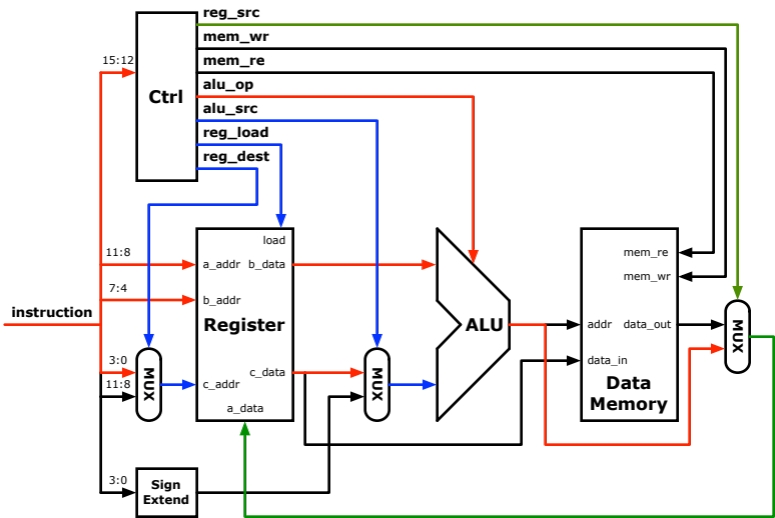 reg_src
mem_wr
15:12
mem_re
alu_op
Ctrl
alu_src
reg_load
reg_dest
load
11:8
a_addr b_data
mem_re
mem_wr
7:4
b_addr
instruction
Register
ALU
addr data_out
MUX
3:0
11:8
MUX
c_addr
c_data
MUX
data_in
Data
Memory
a_data
3:0
Sign
Extend